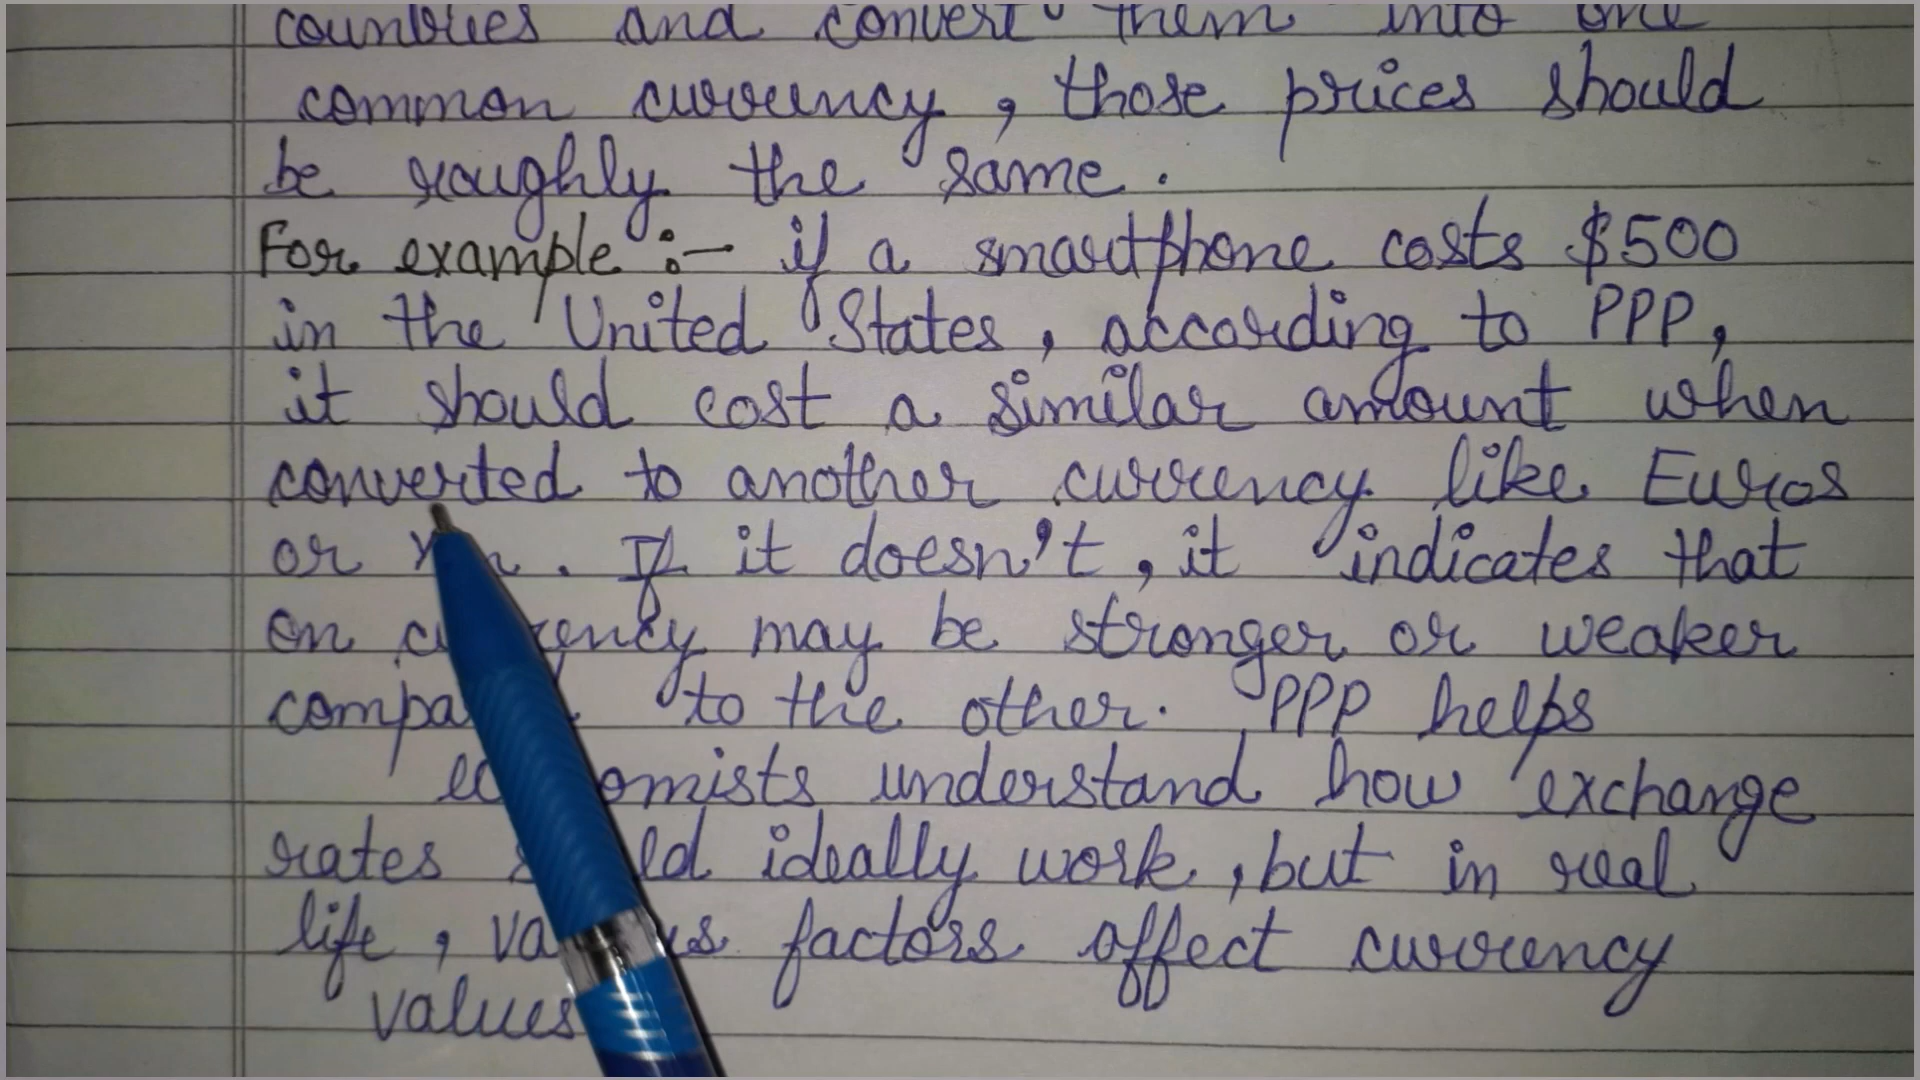 countries and convert them into one
common currency, those prices should
be roughly the same.
For example :- if a smartphone costs $500
in the United States, according to PPP,
it should cost a similar amount when
converted to another currency like Euros
or . If it doesn't, it indicates that
on may be stronger or weaker
to the other. PPP helps
understand how exchange
rates ideally work, but in real
life, factors affect currency
values